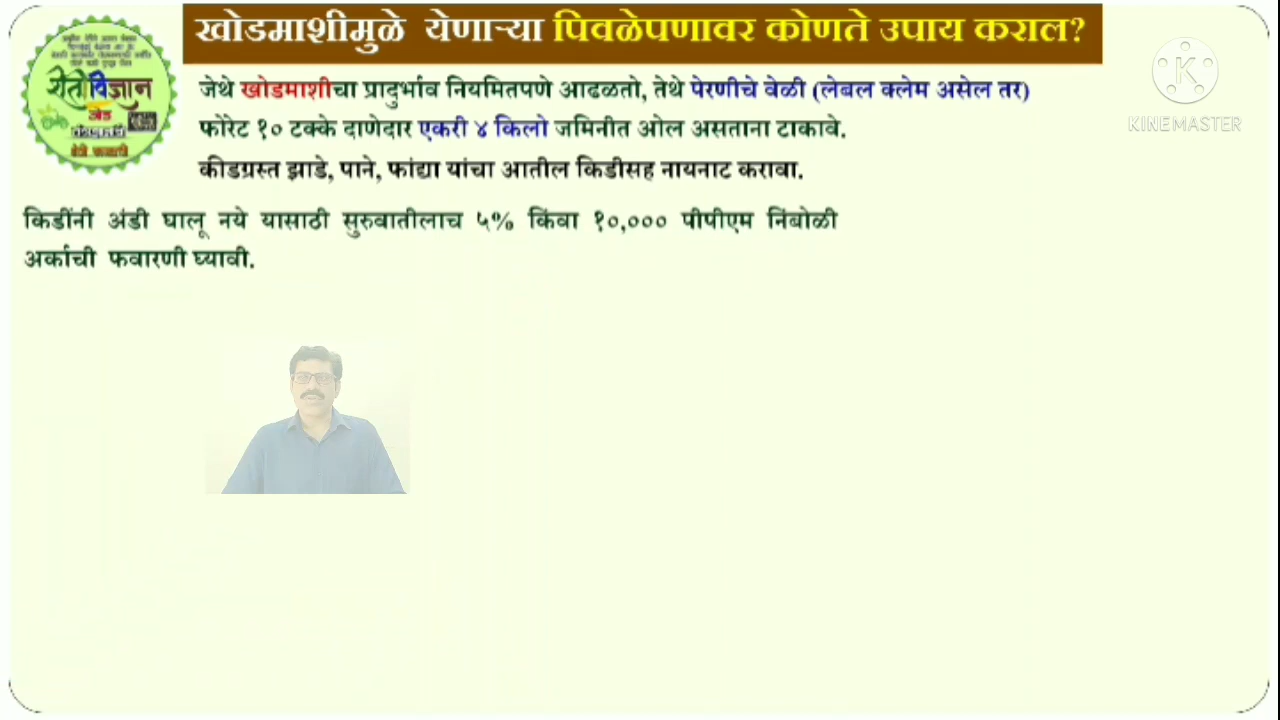 खोडमाशीमुळे येणाऱ्या पिवळेपणावर कोणते उपाय कराल?
जेथे खोडमाशीचा प्रादुर्भाव नियमितपणे आढळतो, तेथे पेरणीचे वेळी (लेबल क्लेम असेल तर)
फोरेट १० टक्के दाणेदार एकरी ४ किलो जमिनीत ओल असताना टाकावे.
कीडग्रस्त झाडे, पाने, फांद्या यांचा आतील किडीसह नायनाट करावा.
किडींनी अंडी घालू नये यासाठी सुरुवातीलाच ५% किंवा १०,००० पीपीएम निंबोळी
अर्काची फवारणी घ्यावी.
शेतीविज्ञान
K
KINEMASTER